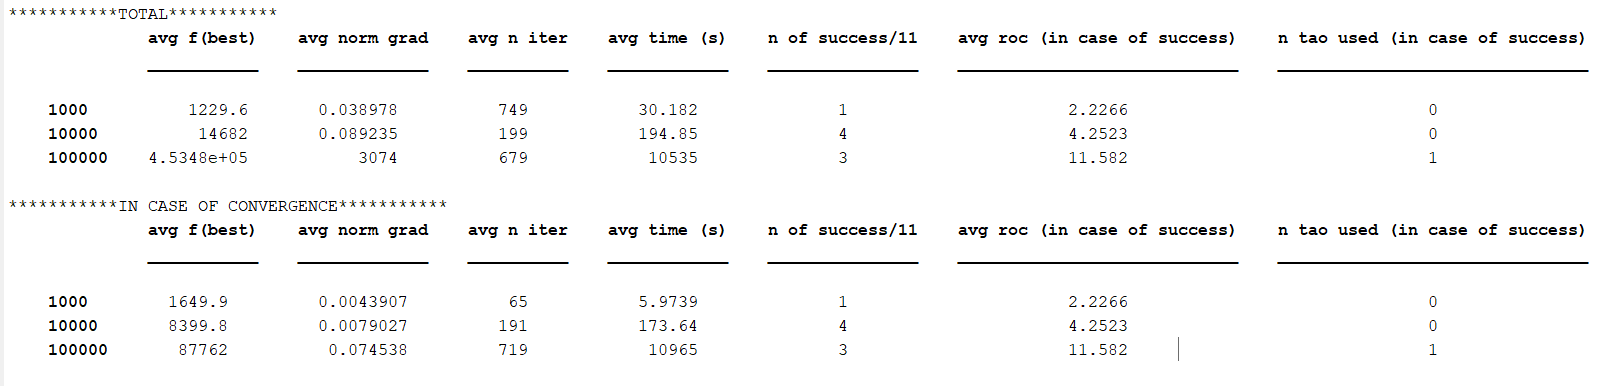 ***********TOTAL***********
avg f(best) avg norm grad avg n iter avg time (s) n of success/11 avg roc (in case of success) n tao used (in case of success)
1000 1229.6 0.038978 749 30.182 1 2.2266 0
10000 14682 0.089235 199 194.85 4 4.2523 0
100000 4.5348e+05 3074 679 10535 3 11.582 1
***********IN CASE OF CONVERGENCE***********
avg f(best) avg norm grad avg n iter avg time (s) n of success/11 avg roc (in case of success) n tao used (in case of success)
1000 1649.9 0.0043907 65 5.9739 1 2.2266 0
10000 8399.8 0.0079027 191 173.64 4 4.2523 0
100000 87762 0.074538 719 10965 3 11.582 1